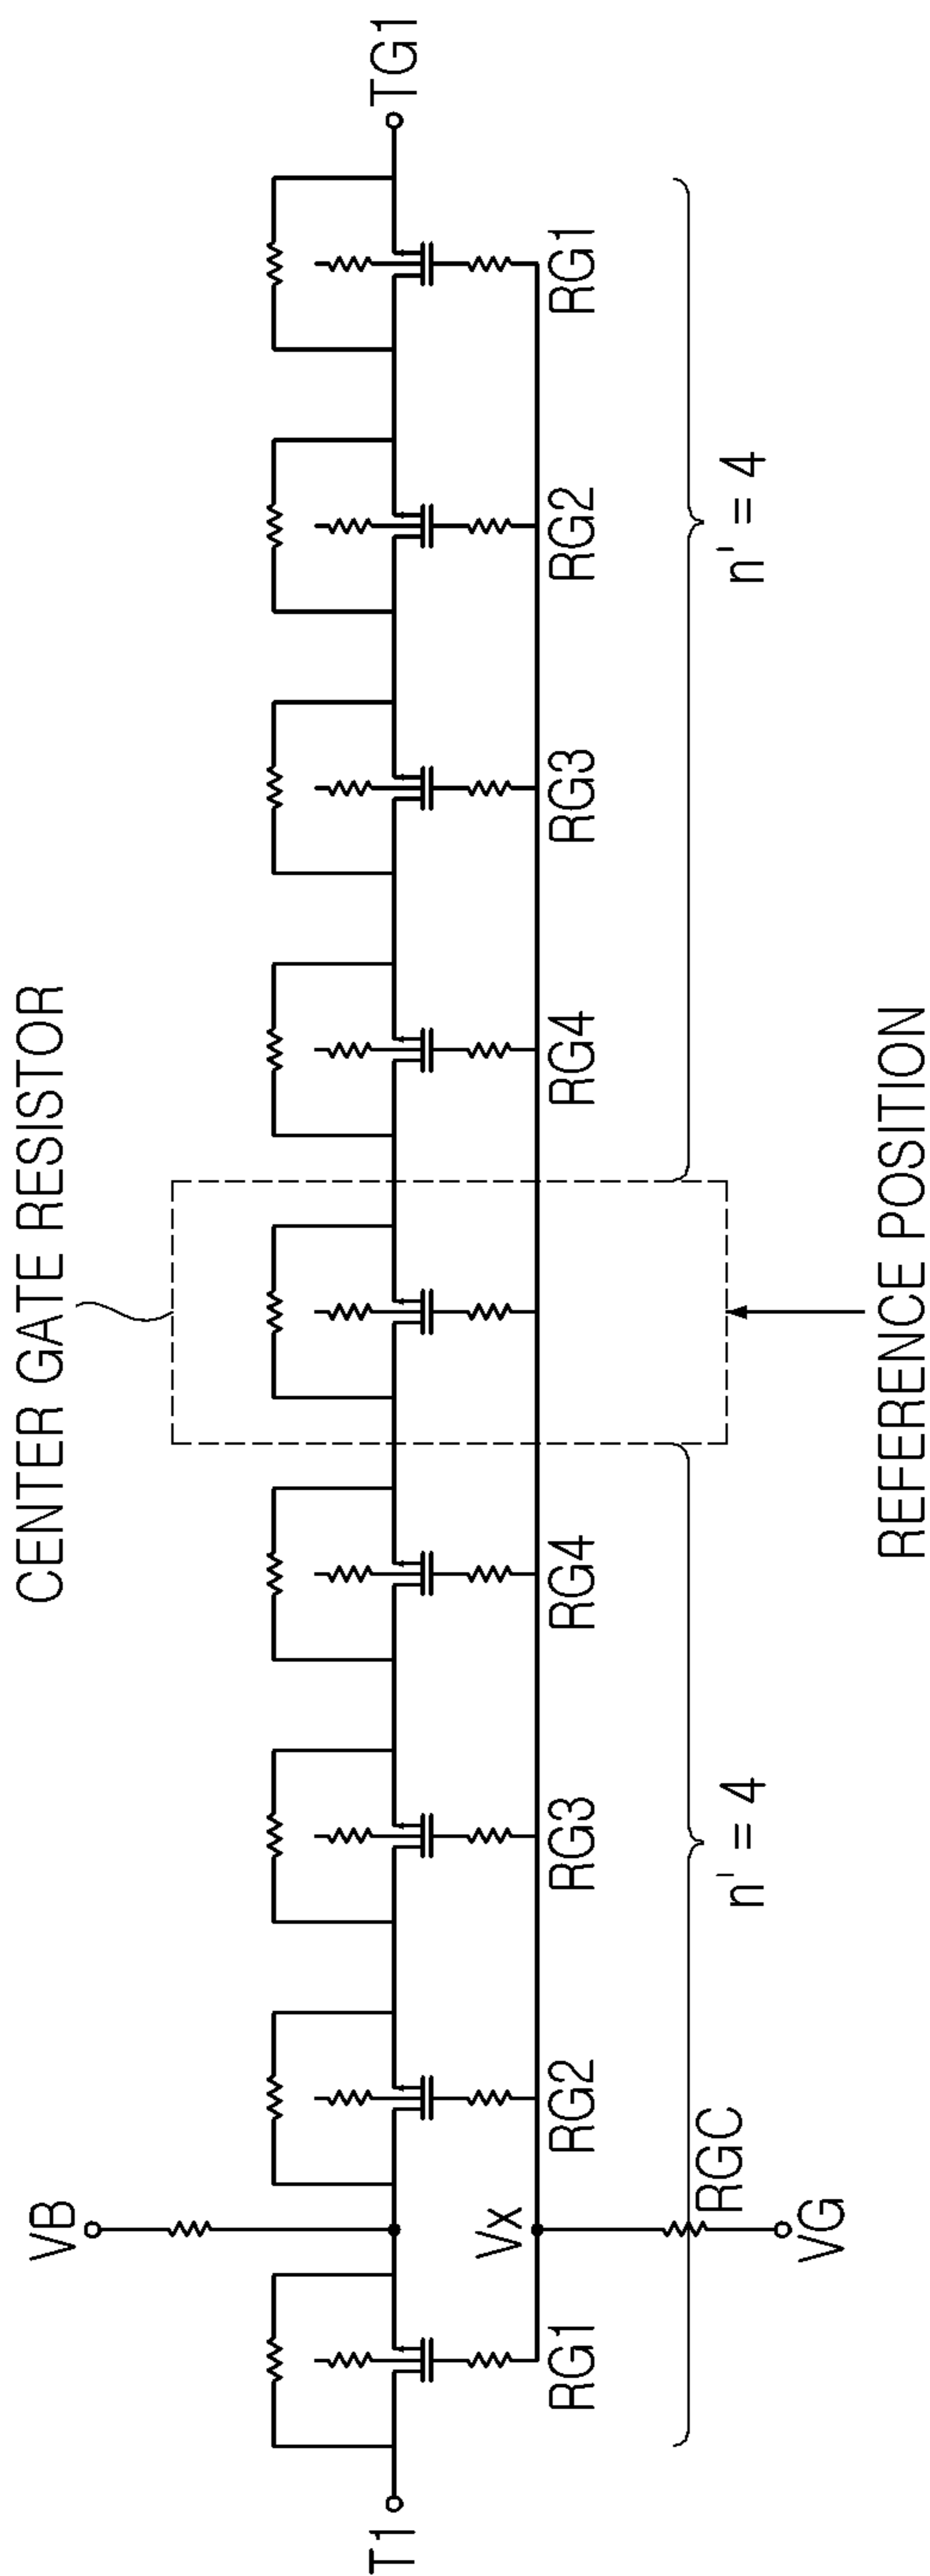 CENTER GATE RESISTOR
VB
T1
TG1
Vx
RG1
RG2
RG3
RG4
RG4
RG3
RG2
RG1
RGC
VG
n' = 4
n' = 4
REFERENCE POSITION